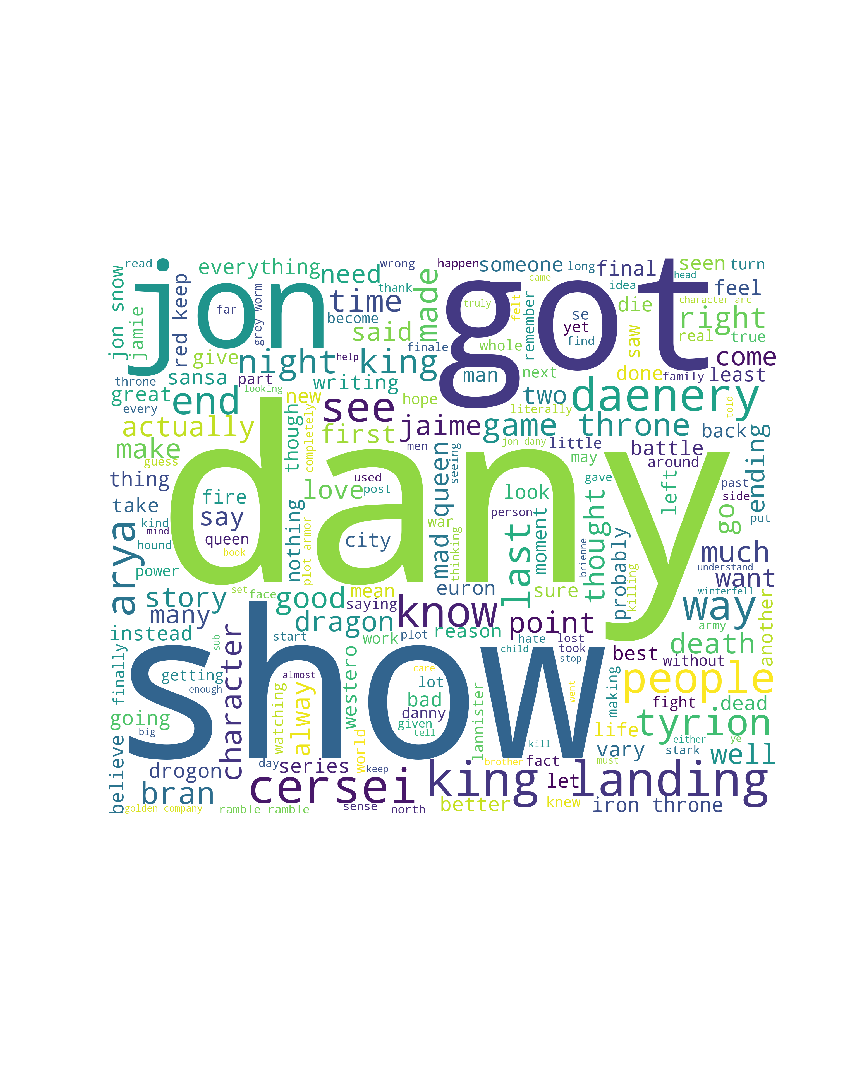 read
everything
need
wrong
happen
someone
long
final
seen
turn
jon snow
jamie
red keep
far
grey worm
become
thank
time
said
made
truly
came
felt
remember
se
yet
find
idea
die
saw
head
feel
character arc
right
real
true
jon
got
give
night
help
king
finale
whole
man
next
done
family
come
throne
sansa
part
looking
writing
hope
two
daenery
least
great
every
end
new
see
literally
told
actually
though
completely
first
men
jaime
game throne
jon dany
little
battle
back
make
guess
around
ending
thing
used
may
past
love
post
mad queen
seeing
look
gave
left
side
take
fire
dany
person
go
put
kind
mind
say
nothing
city
war
last
moment
thought
probably
much
hound
queen
book
plot armor
thinking
brienne
killing
understand
want
arya
power
set
face
mean
euron
sure
winterfell
way
story
good
saying
know
army
another
many
dragon
work
plot
reason
point
death
instead
sub
start
hate
lost
best
without
finally
getting
character
westero
child
took
stop
people
fight
dead
enough
show
almost
care
lot
making
going
watching
alway
bad
danny
lannister
life
tyrion
big
world
given
tell
want
stark
either
ye
believe
drogon
day
series
keep
brother
kill
fact
must
vary
well
bran
cersei
king landing
let
golden company
ramble ramble
sense
north
better
knew
iron throne